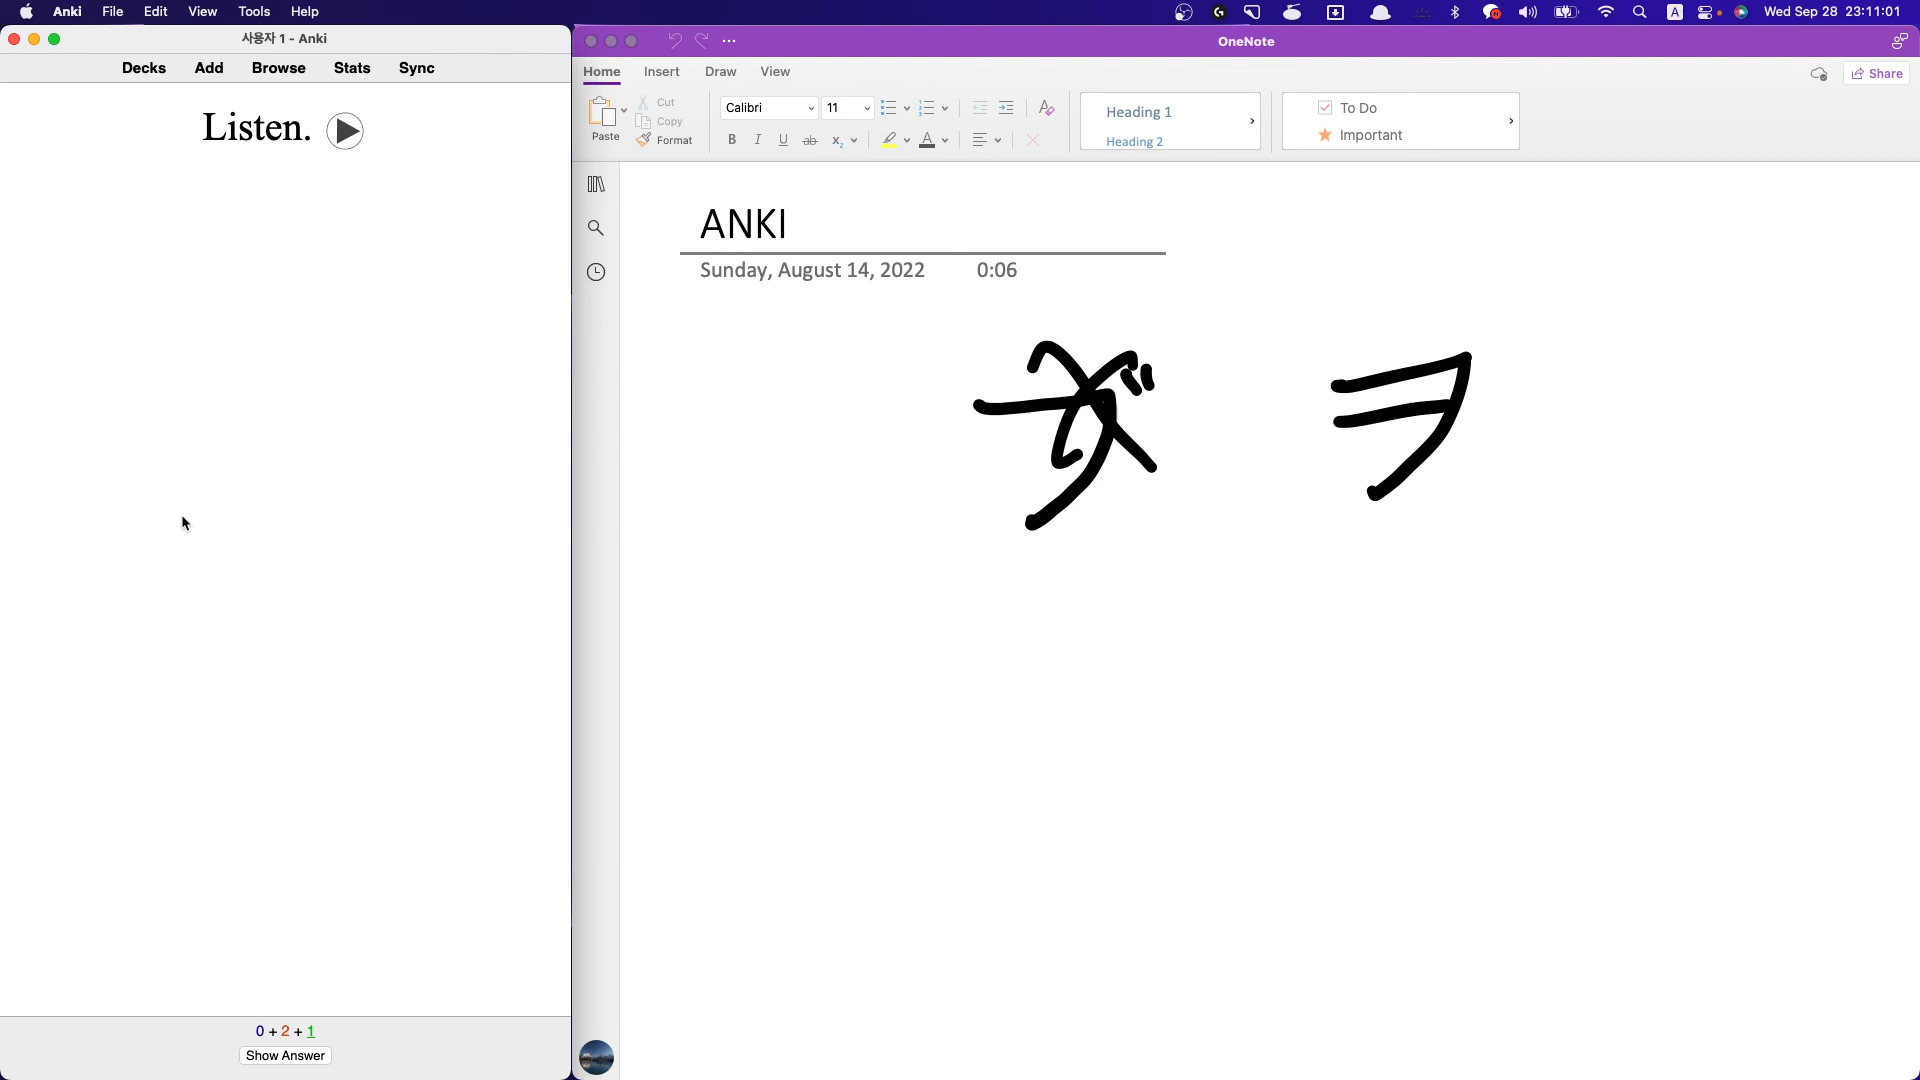 Anki File Edit View Tools Help
A Wed Sep 28 23:11:01
사용자 1 - Anki
Decks Add Browse Stats Sync
Listen.
0 + 2 + 1
Show Answer
OneNote
Home Insert Draw View
Share
Paste
Cut
Copy
Format
Calibri 11
B I U ab x₂ A
Heading 1
Heading 2
To Do
Important
ANKI
Sunday, August 14, 2022 0:06
ヲ